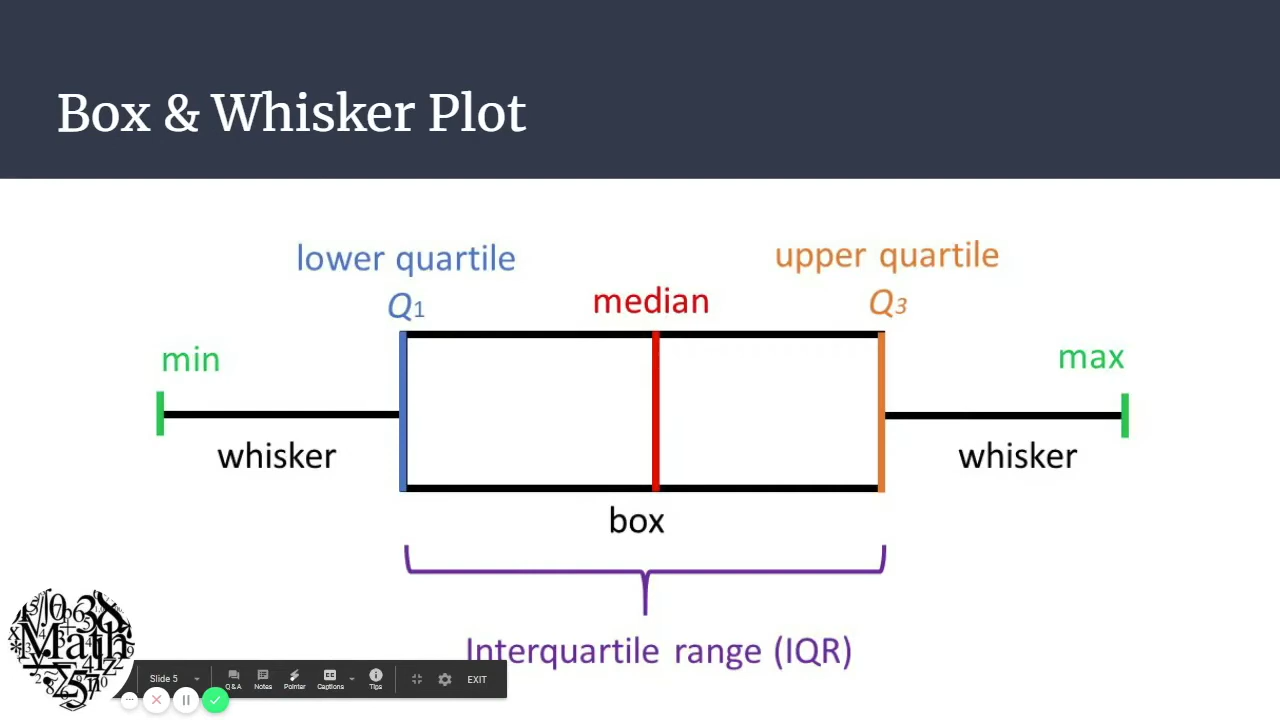 Box & Whisker Plot
lower quartile
upper quartile
Q1
median
Q3
min
max
whisker
whisker
box
Interquartile range (IQR)
Math
Slide 5
Q&A
Notes
Pointer
Captions
Tips
EXIT